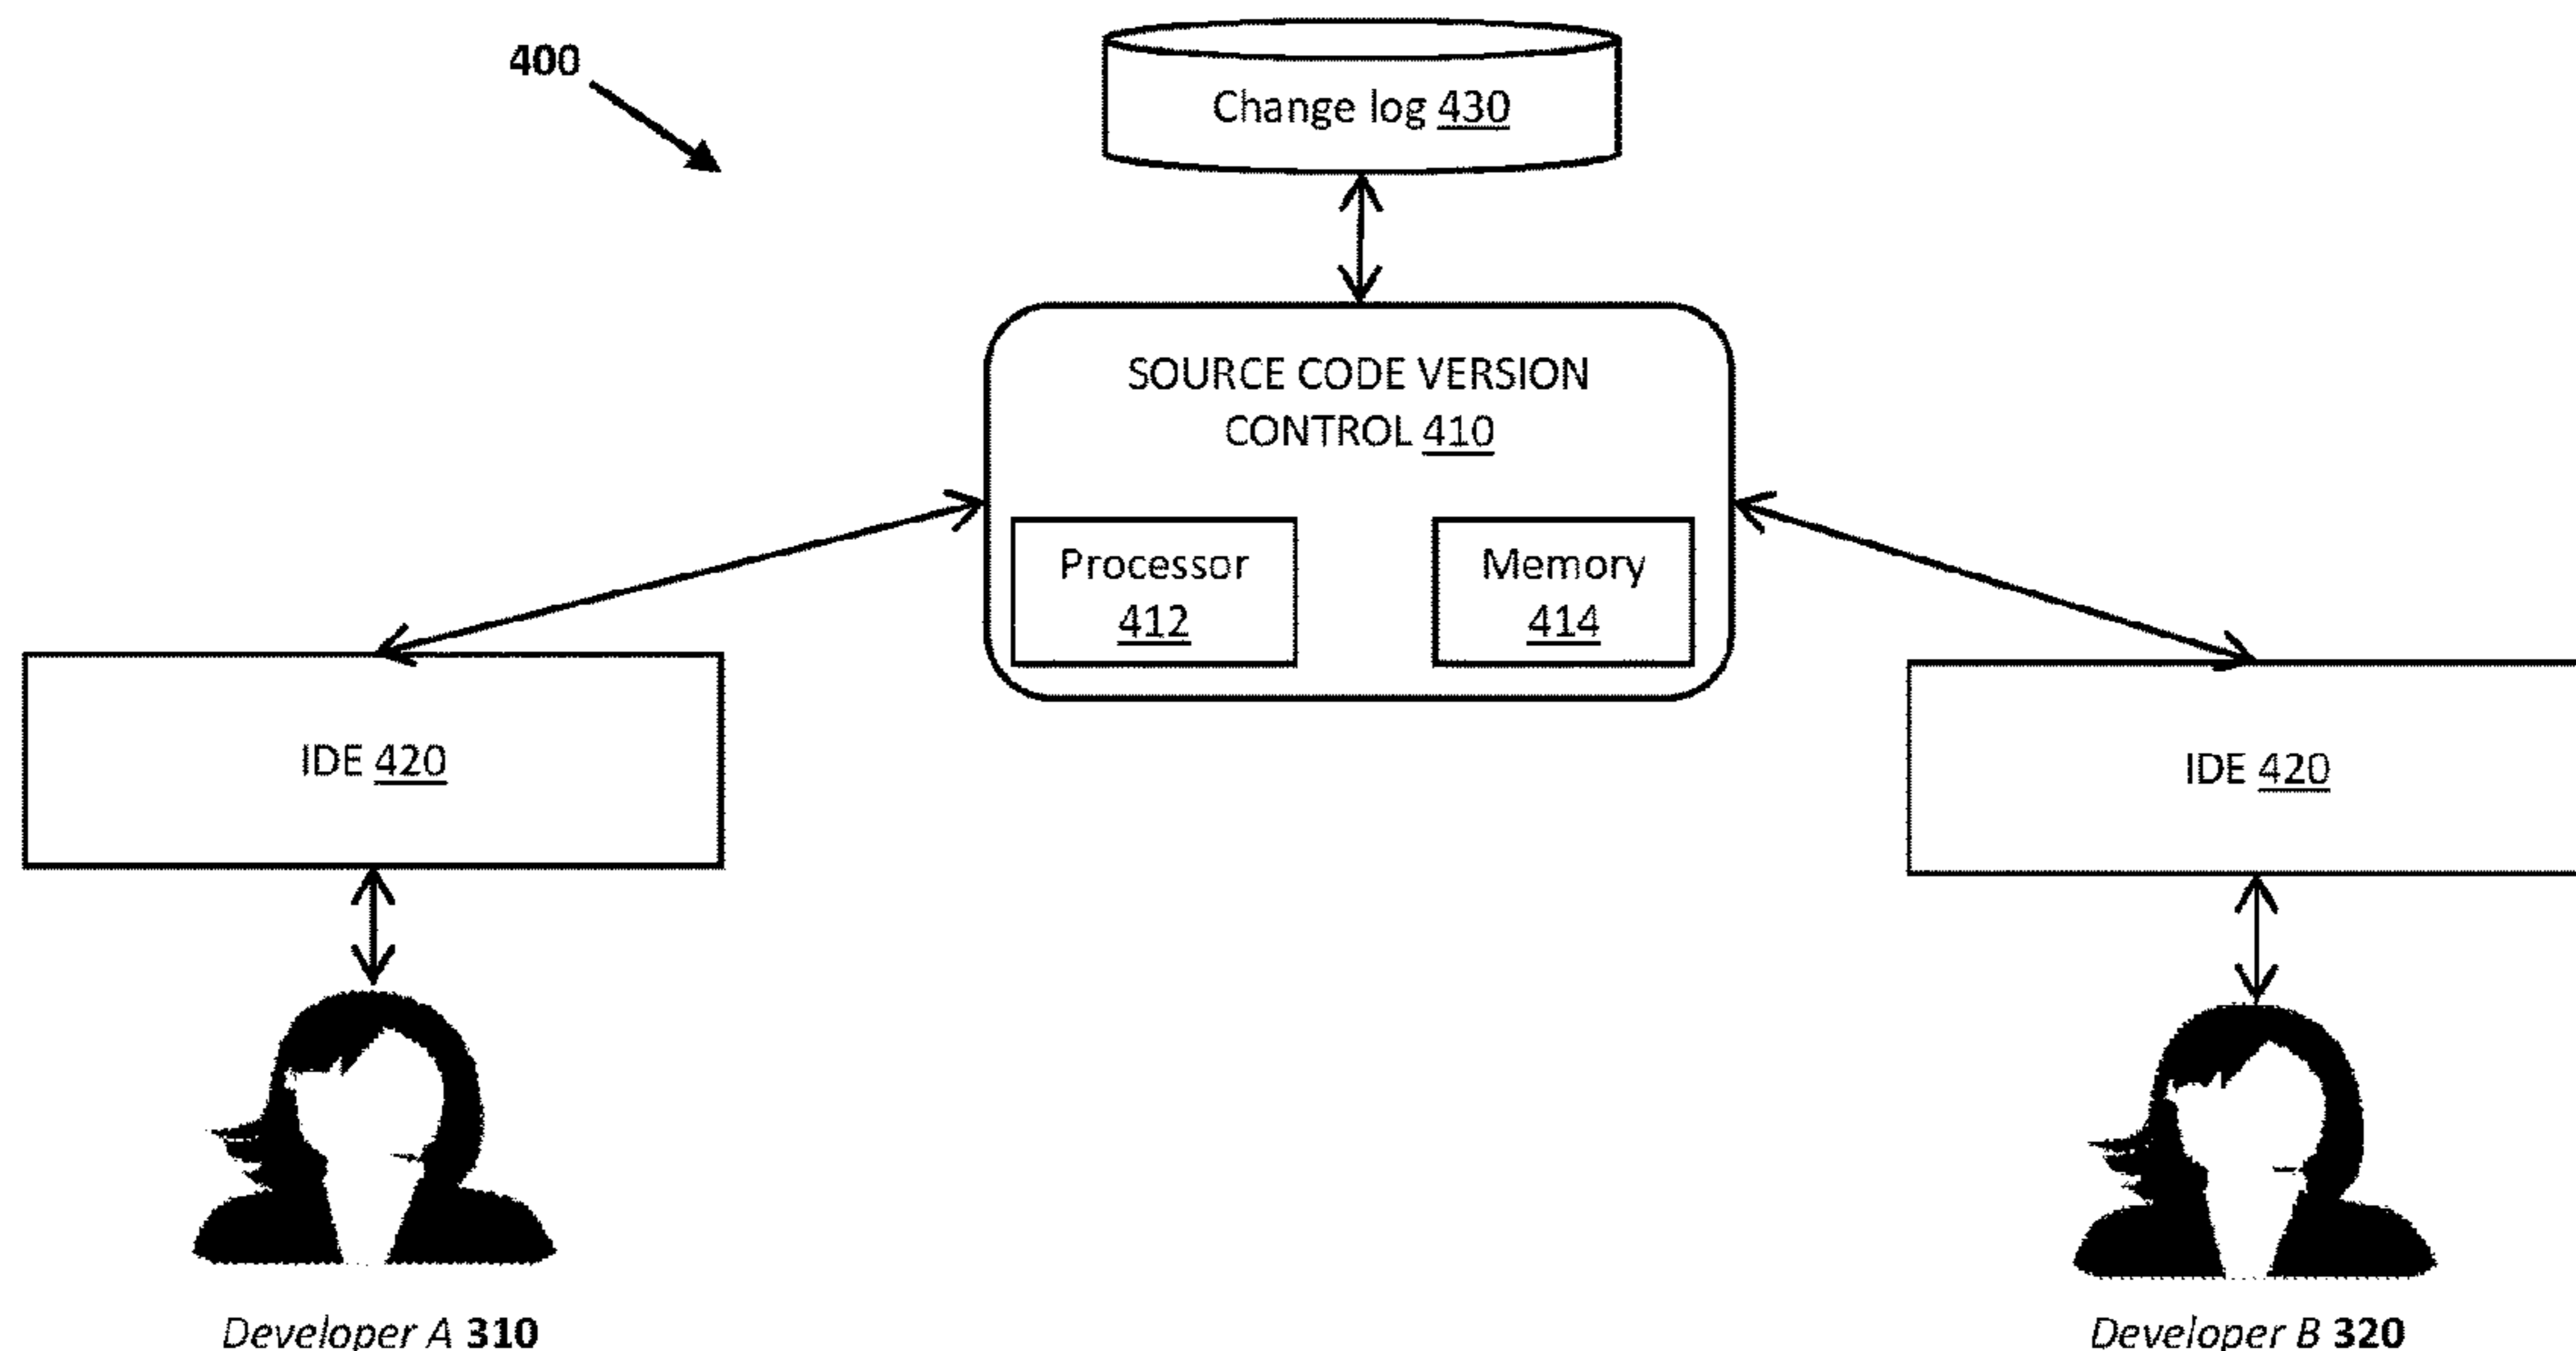 400
Change log 430
SOURCE CODE VERSION
CONTROL 410
Processor
412
Memory
414
IDE 420
IDE 420
Developer A 310
Developer B 320